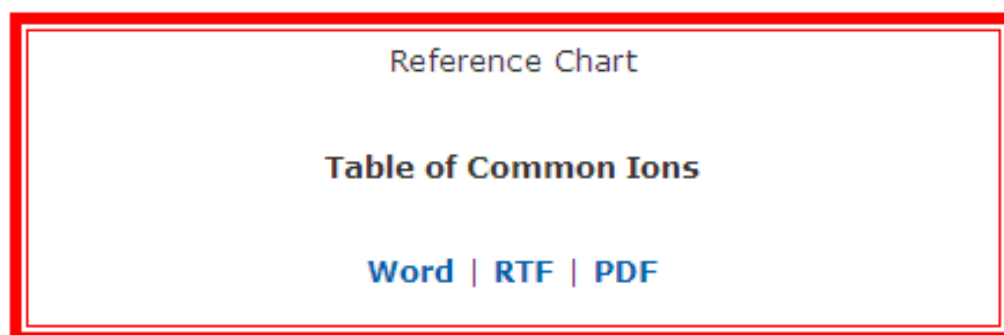 Reference Chart
Table of Common Ions
Word | RTF | PDF